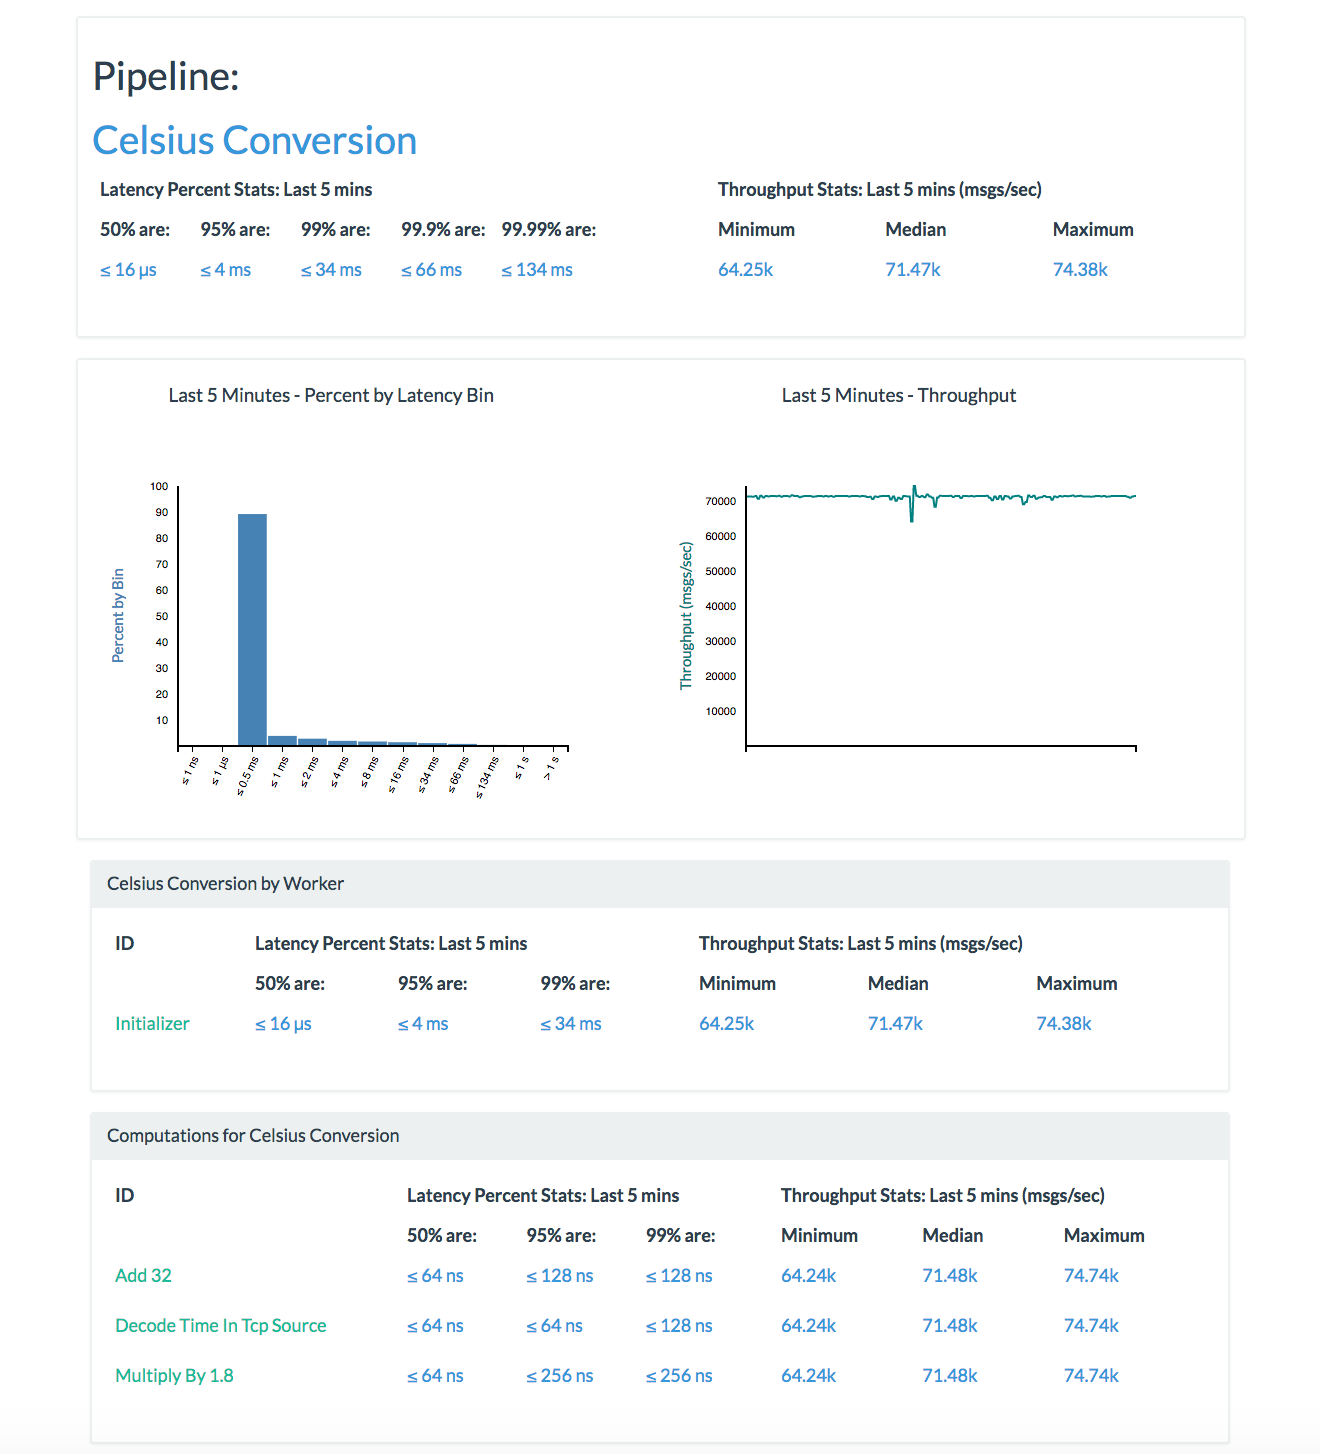 Pipeline:
Celsius Conversion
Latency Percent Stats: Last 5 mins
Throughput Stats: Last 5 mins (msgs/sec)
50% are: 95% are: 99% are: 99.9% are: 99.99% are:
Minimum Median Maximum
≤ 16 μs ≤ 4 ms ≤ 34 ms ≤ 66 ms ≤ 134 ms
64.25k 71.47k 74.38k
Last 5 Minutes - Percent by Latency Bin
100
90
80
70
60
50
40
30
20
10
Percent by Bin
≤ 1 ns
≤ 1 μs
≤ 0.5 ms
≤ 1 ms
≤ 2 ms
≤ 4 ms
≤ 8 ms
≤ 16 ms
≤ 34 ms
≤ 66 ms
≤ 134 ms
≤ 1 s
> 1 s
Last 5 Minutes - Throughput
70000
60000
50000
40000
30000
20000
10000
Throughput (msgs/sec)
Celsius Conversion by Worker
ID Latency Percent Stats: Last 5 mins Throughput Stats: Last 5 mins (msgs/sec)
50% are: 95% are: 99% are: Minimum Median Maximum
Initializer ≤ 16 μs ≤ 4 ms ≤ 34 ms 64.25k 71.47k 74.38k
Computations for Celsius Conversion
ID Latency Percent Stats: Last 5 mins Throughput Stats: Last 5 mins (msgs/sec)
50% are: 95% are: 99% are: Minimum Median Maximum
Add 32 ≤ 64 ns ≤ 128 ns ≤ 128 ns 64.24k 71.48k 74.74k
Decode Time In Tcp Source ≤ 64 ns ≤ 64 ns ≤ 128 ns 64.24k 71.48k 74.74k
Multiply By 1.8 ≤ 64 ns ≤ 256 ns ≤ 256 ns 64.24k 71.48k 74.74k